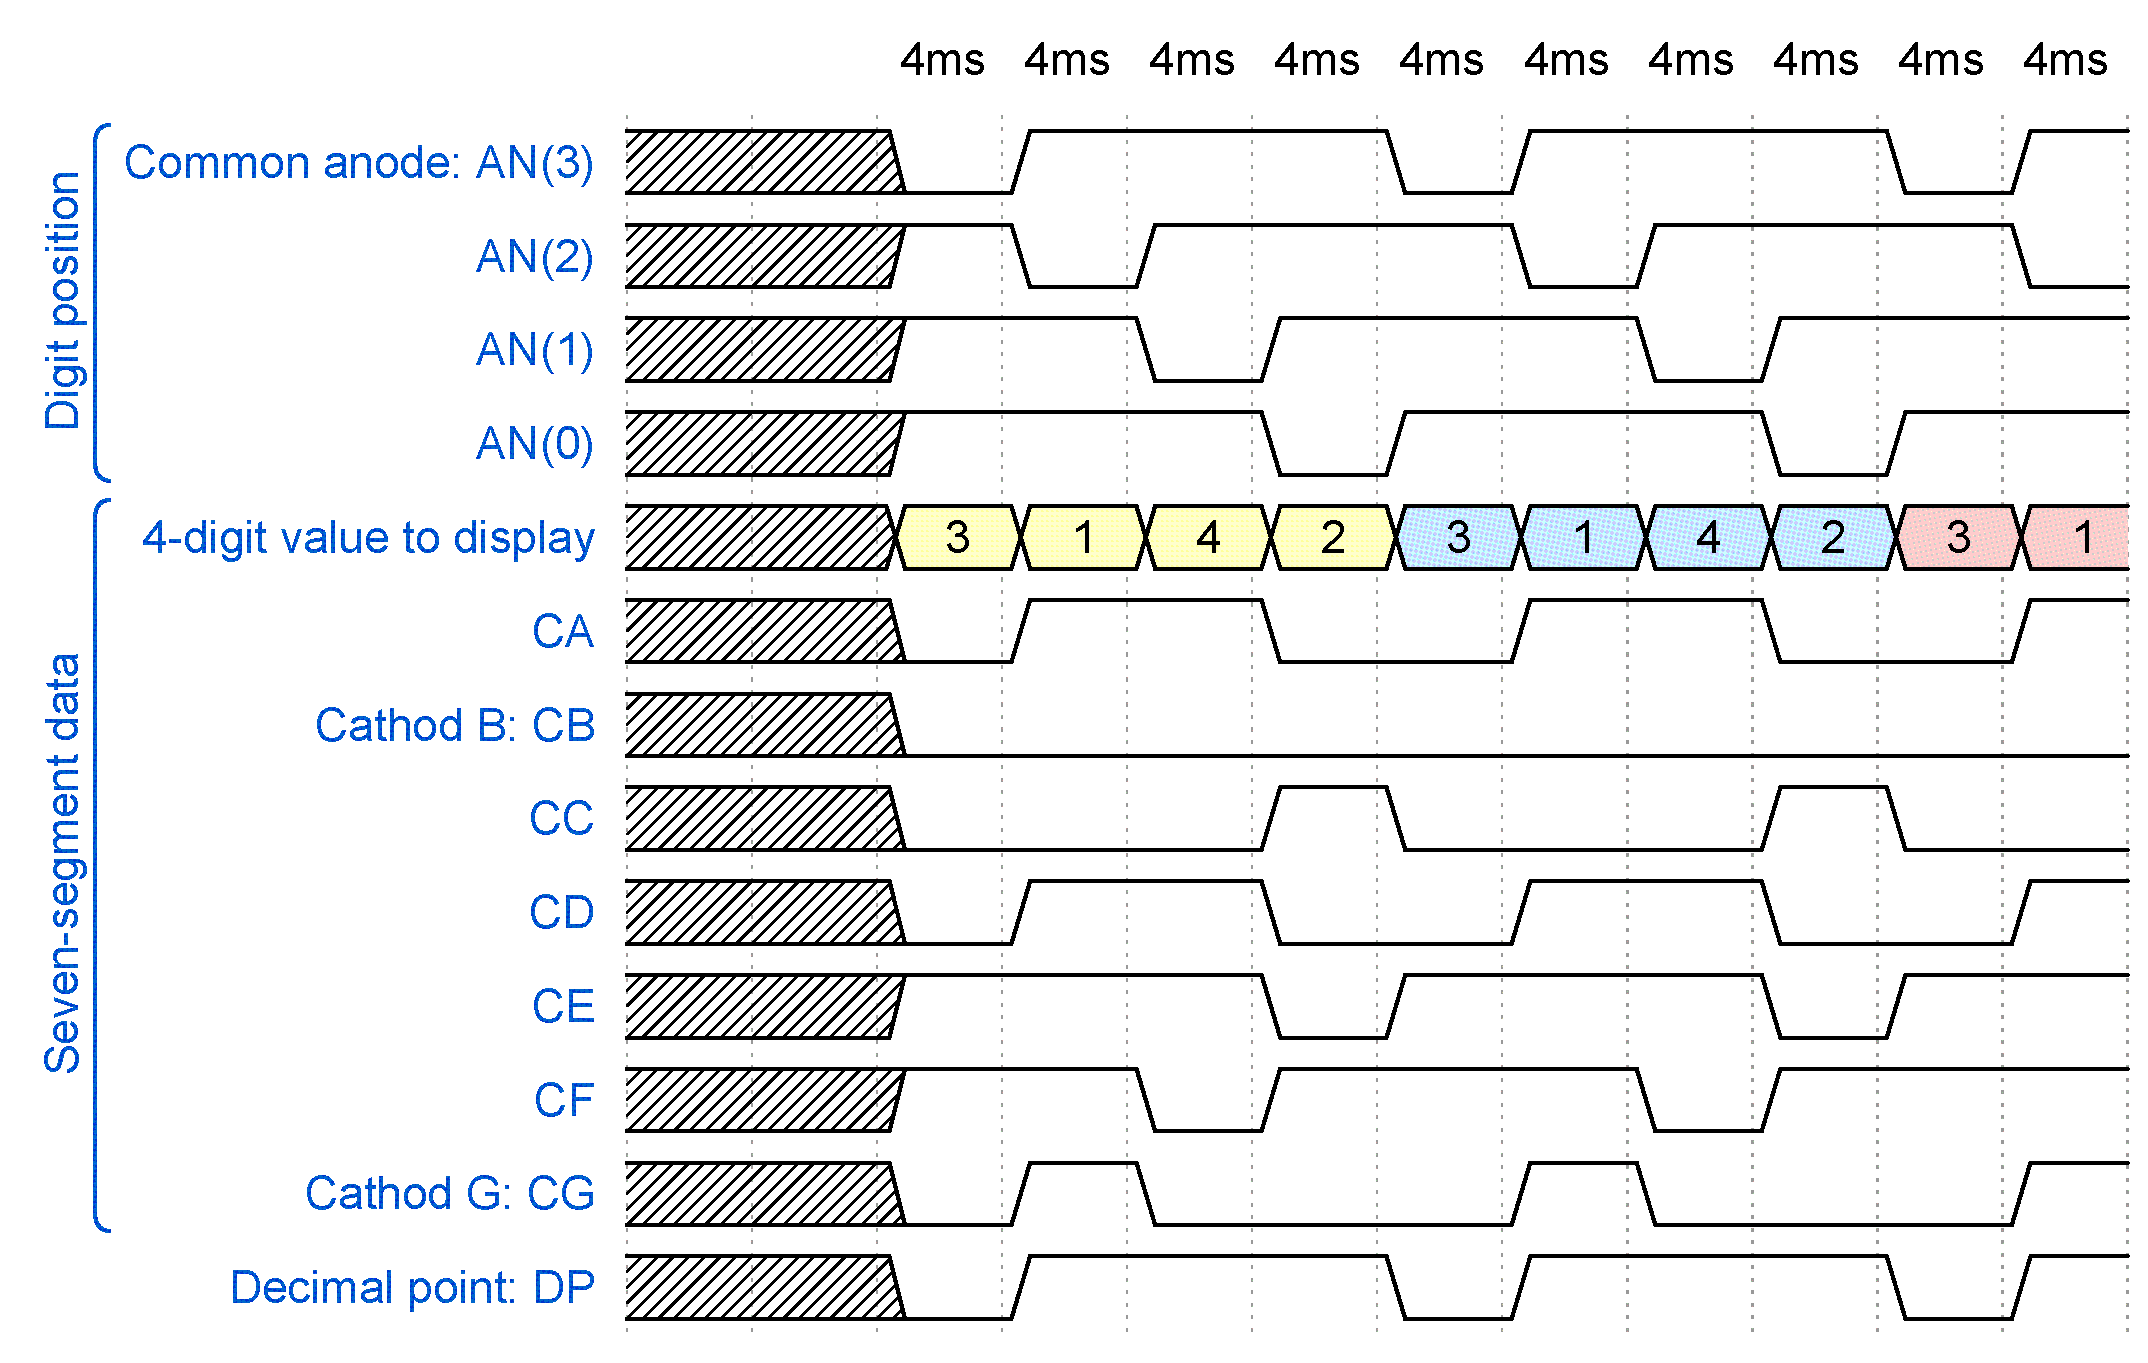 4ms 4ms 4ms 4ms 4ms 4ms 4ms 4ms 4ms 4ms
Digit position
Common anode: AN(3)
AN(2)
AN(1)
AN(0)
Seven-segment data
4-digit value to display 3 1 4 2 3 1 4 2 3 1
CA
Cathod B: CB
CC
CD
CE
CF
Cathod G: CG
Decimal point: DP